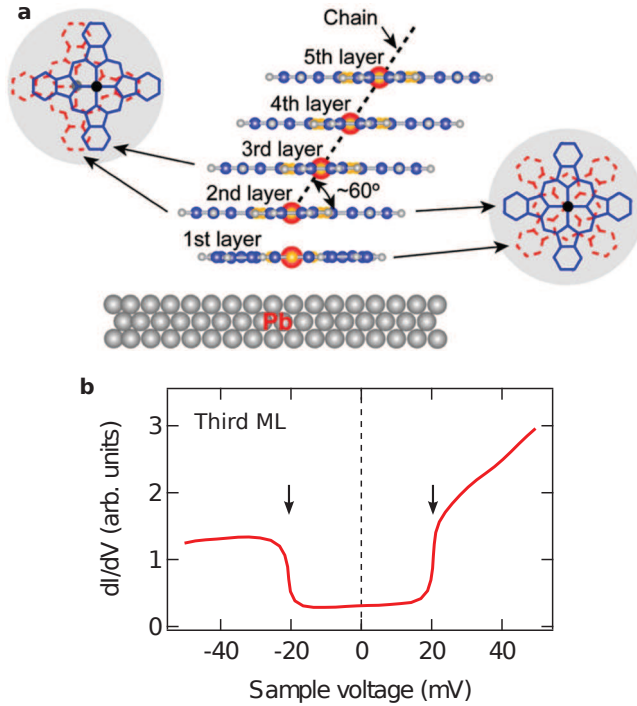 a
Chain
5th layer
4th layer
3rd layer
~60º
2nd layer
1st layer
Pb
b
Third ML
dI/dV (arb. units)
3
2
1
0
-40 -20 0 20 40
Sample voltage (mV)